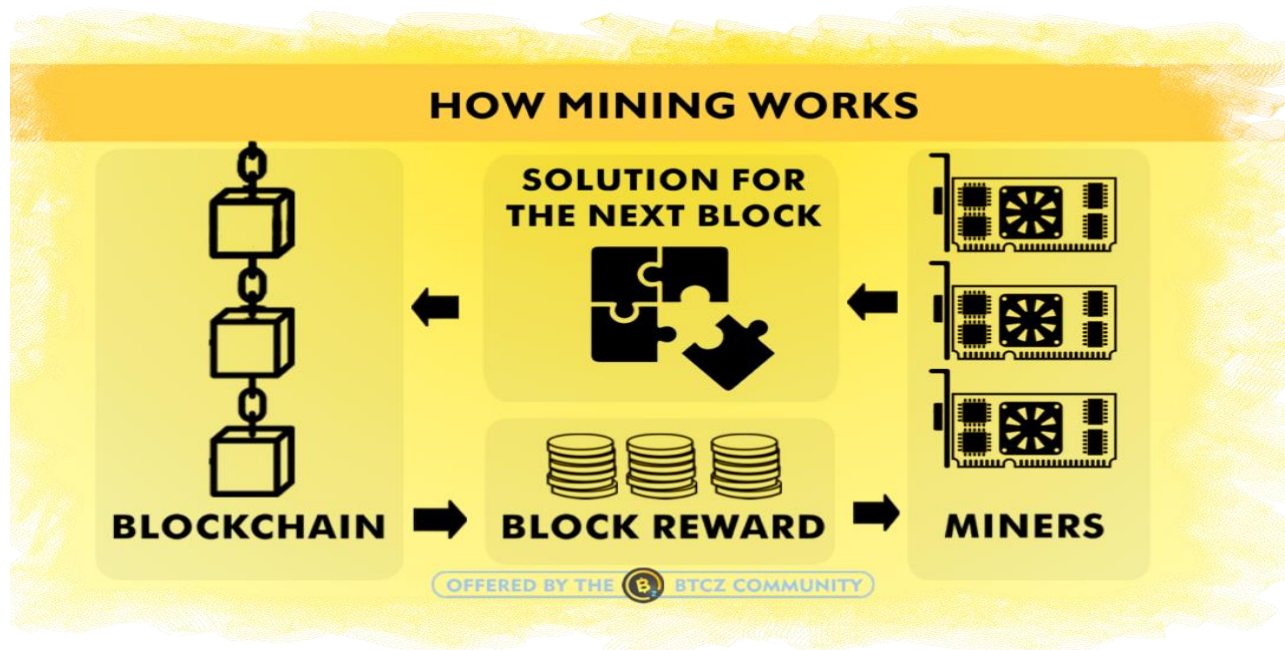 HOW MINING WORKS
SOLUTION FOR
THE NEXT BLOCK
BLOCKCHAIN
BLOCK REWARD
MINERS
OFFERED BY THE BTCZ COMMUNITY